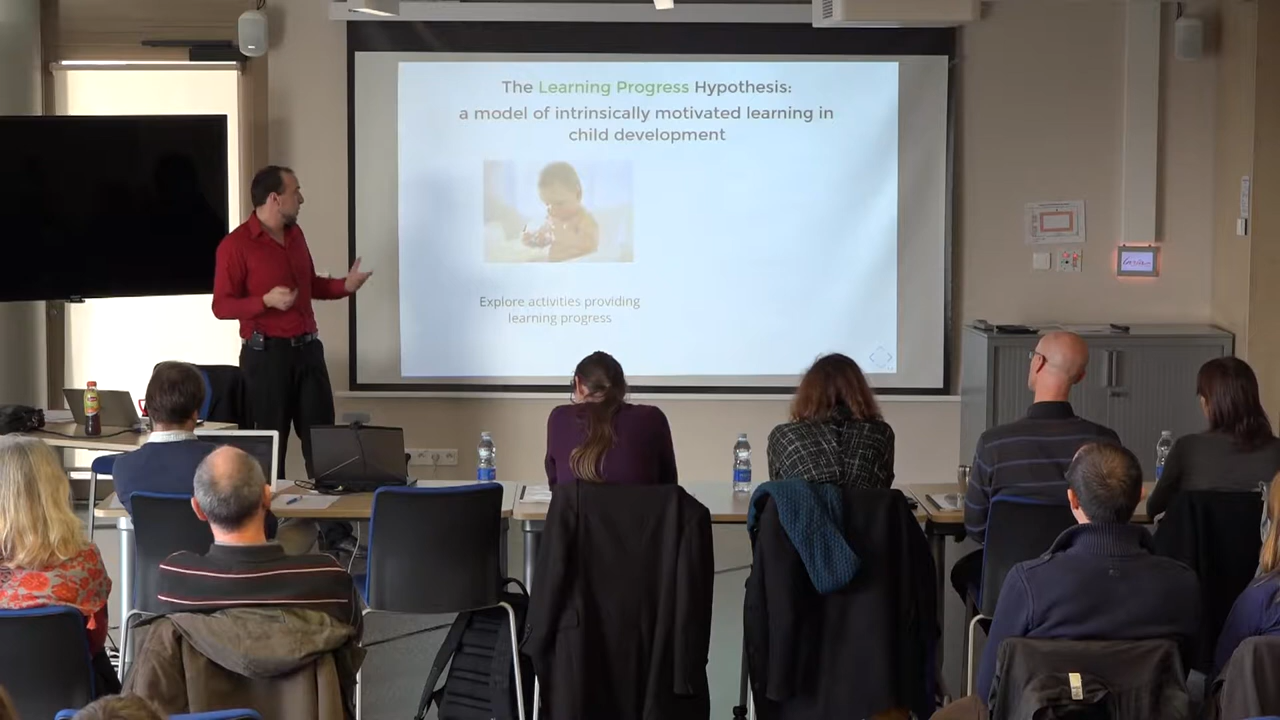 The Learning Progress Hypothesis:
a model of intrinsically motivated learning in
child development
Explore activities providing
learning progress